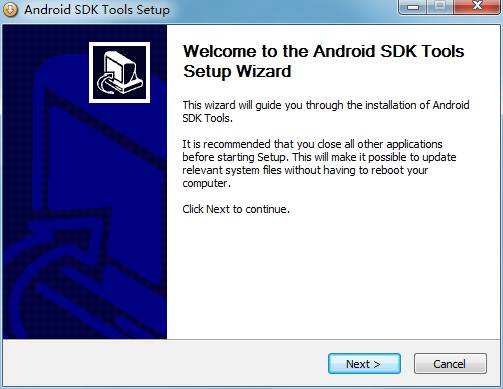 Android SDK Tools Setup
Welcome to the Android SDK Tools
Setup Wizard
This wizard will guide you through the installation of Android
SDK Tools.
It is recommended that you close all other applications
before starting Setup. This will make it possible to update
relevant system files without having to reboot your
computer.
Click Next to continue.
Next >
Cancel